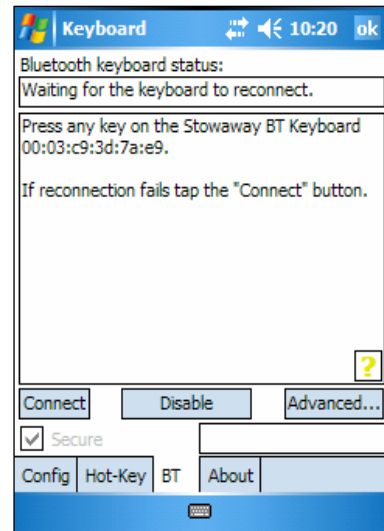 Keyboard 10:20 ok
Bluetooth keyboard status:
Waiting for the keyboard to reconnect.
Press any key on the Stowaway BT Keyboard
00:03:c9:3d:7a:e9.
If reconnection fails tap the "Connect" button.
?
Connect Disable Advanced...
Secure
Config Hot-Key BT About